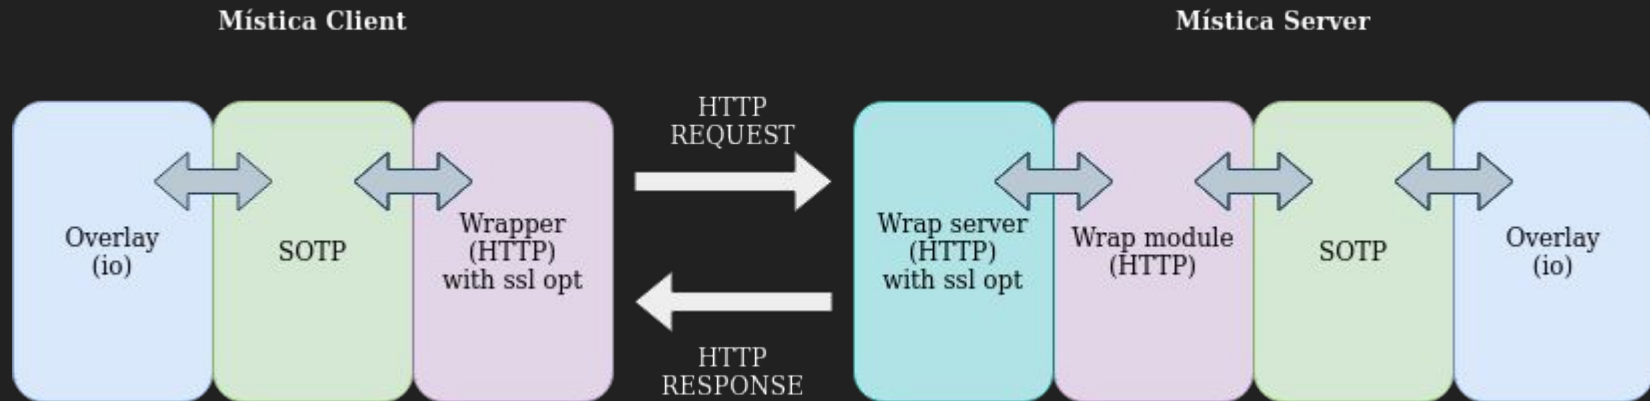 Mística Client
Mística Server
HTTP
REQUEST
Overlay
(io)
SOTP
Wrapper
(HTTP)
with ssl opt
Wrap server
(HTTP)
with ssl opt
Wrap module
(HTTP)
SOTP
Overlay
(io)
HTTP
RESPONSE